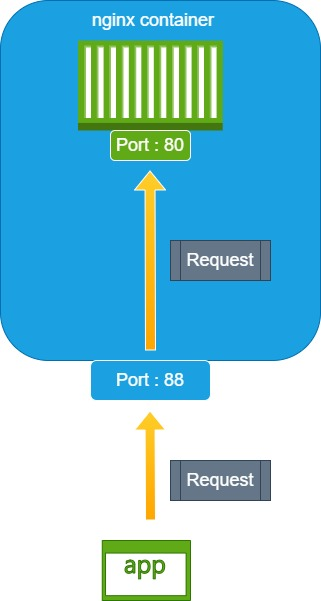 nginx container
Port : 80
Request
Port : 88
Request
app